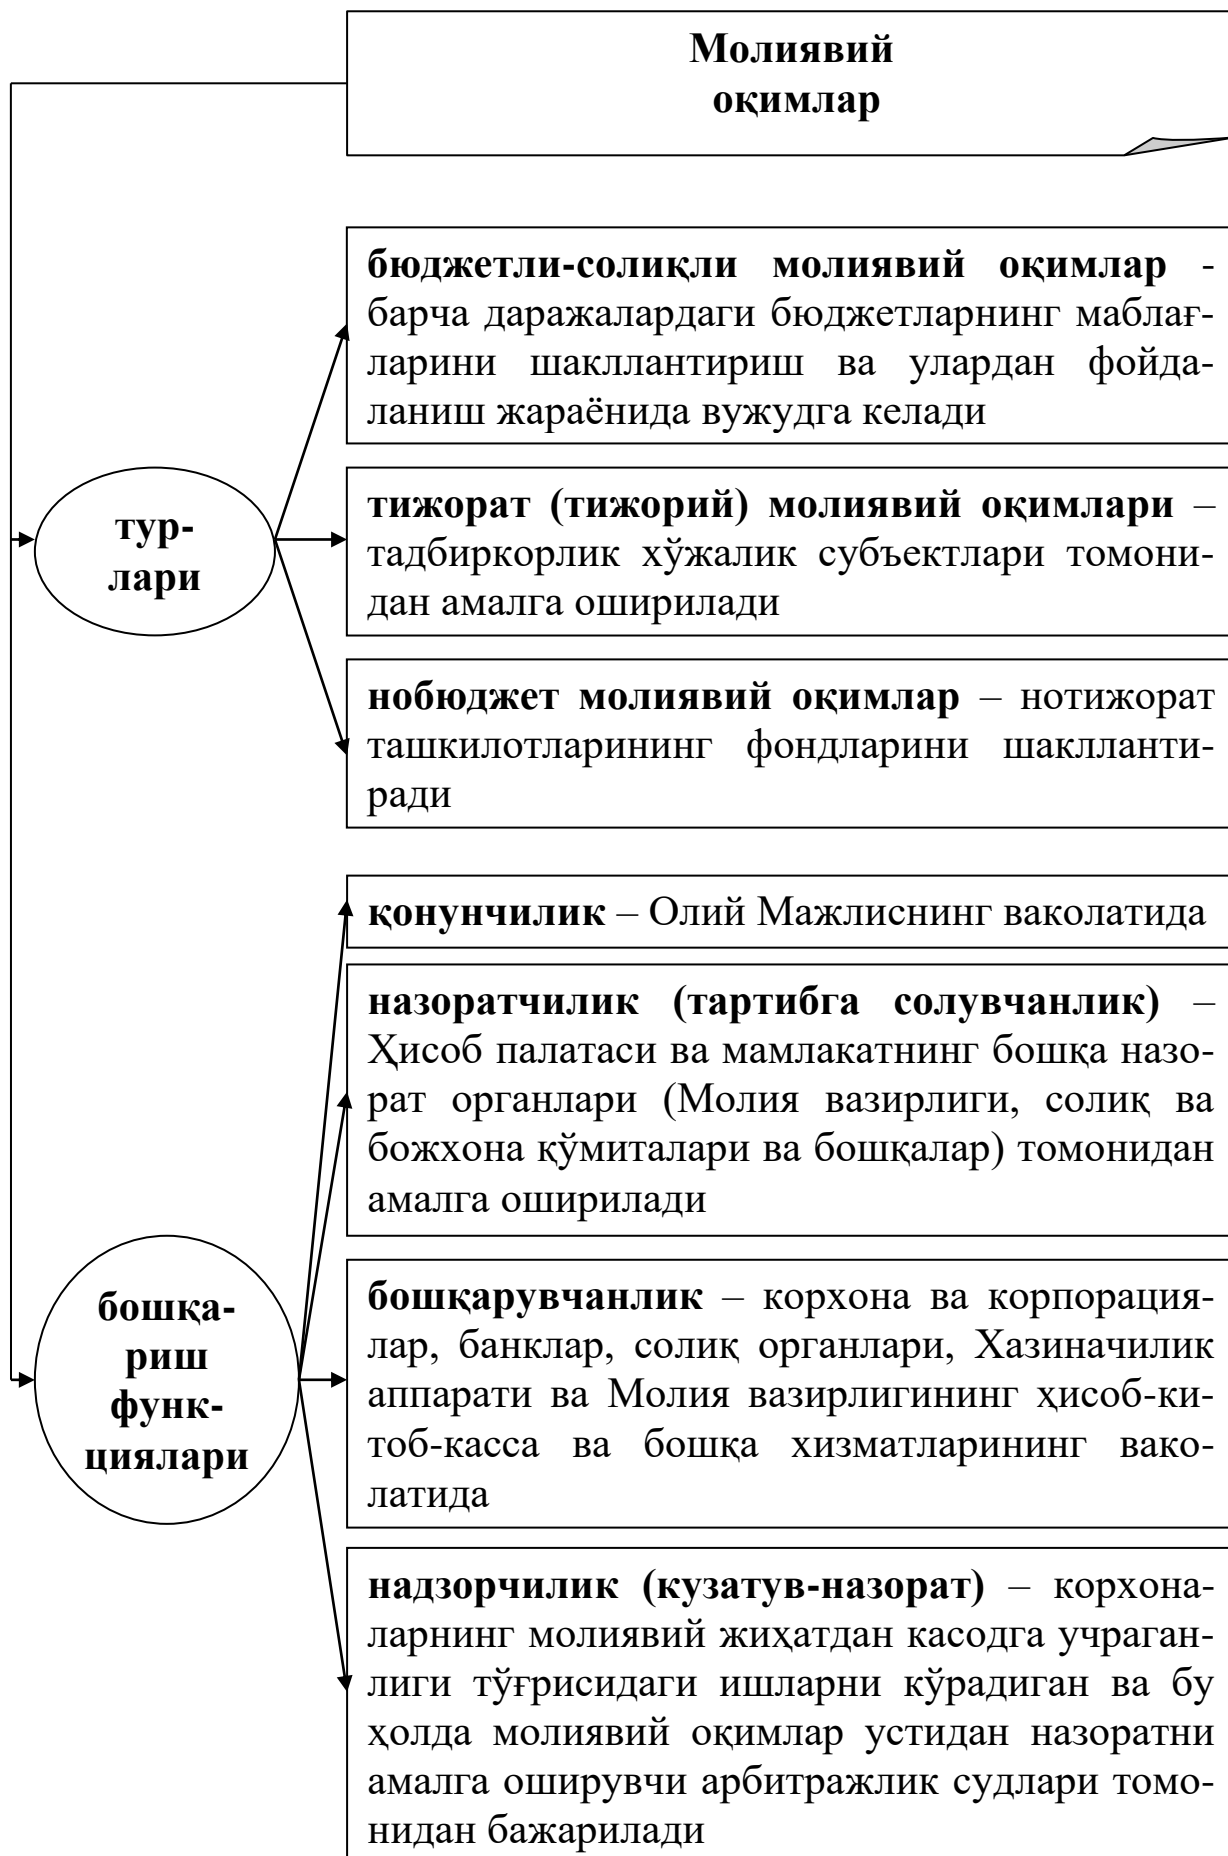 Молиявий
оқимлар
бюджетли-солиқли молиявий оқимлар -
барча даражалардаги бюджетларнинг маблағ-
ларини шакллантириш ва улардан фойда-
ланиш жараёнида вужудга келади
тур-
лари
тижорат (тижорий) молиявий оқимлари –
тадбиркорлик хўжалик субъектлари томони-
дан амалга оширилади
нобюджет молиявий оқимлар – нотижорат
ташкилотларининг фондларини шакллланти-
ради
қонунчилик – Олий Мажлиснинг ваколатида
назоратчилик (тартибга солувчанлик) –
Ҳисоб палатаси ва мамлакатнинг бошқа назо-
рат органлари (Молия вазирлиги, солиқ ва
божхона қўмиталари ва бошқалар) томонидан
амалга оширилади
бошқа-
риш
функ-
циялари
бошқарувчанлик – корхона ва корпорация-
лар, банклар, солиқ органлари, Хазиначилик
аппарати ва Молия вазирлигининг ҳисоб-ки-
тоб-касса ва бошқа хизматларининг вако-
латида
надзорчилик (кузатув-назорат) – корхона-
ларнинг молиявий жиҳатдан касодга учраган-
лиги тўғрисидаги ишларни кўрадиган ва бу
ҳолда молиявий оқимлар устидан назоратни
амалга оширувчи арбитражлик судлари томо-
нидан бажарилади